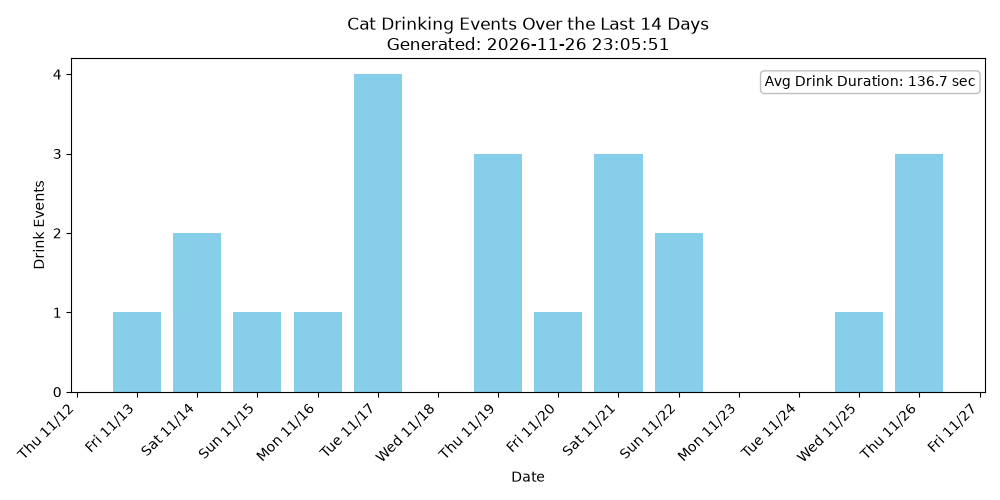 Cat Drinking Events Over the Last 14 Days
Generated: 2026-11-26 23:05:51
Avg Drink Duration: 136.7 sec
Drink Events
4
3
2
1
0
Thu 11/12
Fri 11/13
Sat 11/14
Sun 11/15
Mon 11/16
Tue 11/17
Wed 11/18
Thu 11/19
Fri 11/20
Sat 11/21
Sun 11/22
Mon 11/23
Tue 11/24
Wed 11/25
Thu 11/26
Fri 11/27
Date